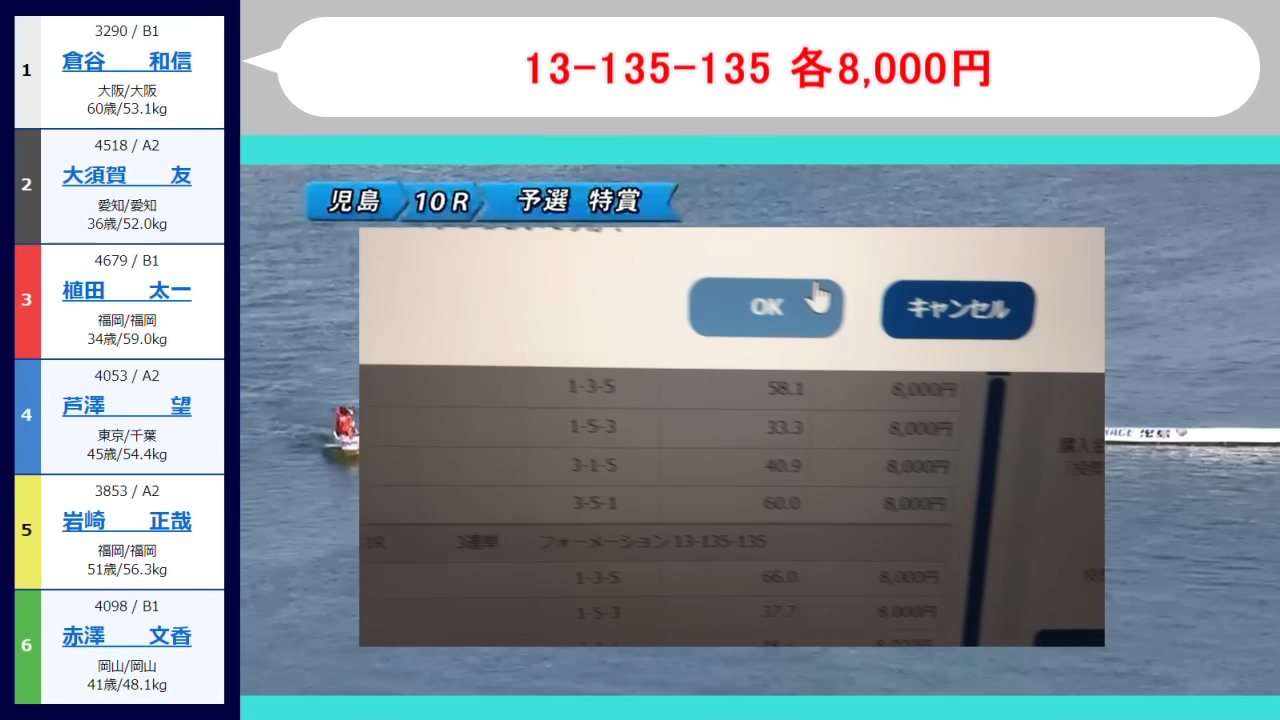 1
3290 / B1
倉谷 和信
大阪/大阪
60歳/53.1kg
2
4518 / A2
大須賀 友
愛知/愛知
36歳/52.0kg
3
4679 / B1
植田 太一
福岡/福岡
34歳/59.0kg
4
4053 / A2
芦澤 望
東京/千葉
45歳/54.4kg
5
3853 / A2
岩崎 正哉
福岡/福岡
51歳/56.3kg
6
4098 / B1
赤澤 文香
岡山/岡山
41歳/48.1kg
13-135-135 各8,000円
児島 10R 予選 特賞
OK キャンセル
1-3-5 58.1 8,000円
1-5-3 33.3 8,000円
3-1-5 40.9 8,000円
3-5-1 60.0 8,000円
1R 3連単 フォーメーション 13-135-135
1-3-5 66.0 8,000円
1-5-3 37.7 8,000円
購入